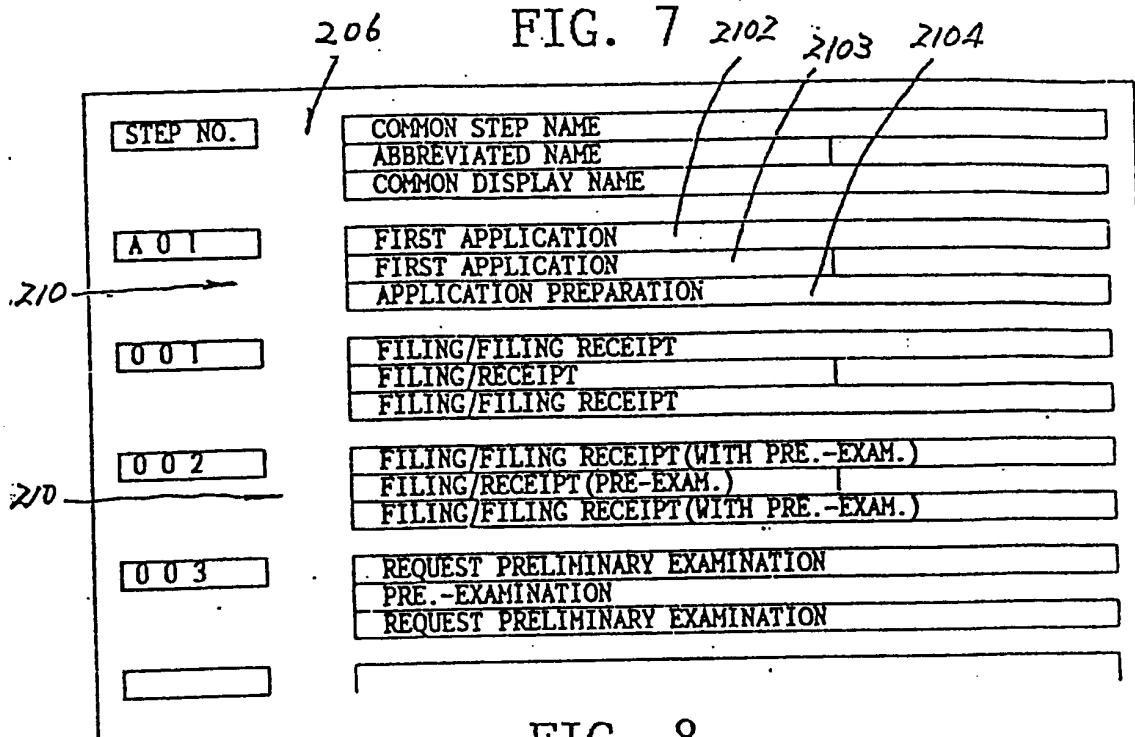 FIG. 7
206 2102 2103 2104
STEP NO.
COMMON STEP NAME
ABBREVIATED NAME
COMMON DISPLAY NAME
A 0 1
FIRST APPLICATION
FIRST APPLICATION
APPLICATION PREPARATION
210
0 0 1
FILING/FILING RECEIPT
FILING/RECEIPT
FILING/FILING RECEIPT
0 0 2
FILING/FILING RECEIPT(WITH PRE.-EXAM.)
FILING/RECEIPT(PRE-EXAM.)
FILING/FILING RECEIPT(WITH PRE.-EXAM.)
210
0 0 3
REQUEST PRELIMINARY EXAMINATION
PRE.-EXAMINATION
REQUEST PRELIMINARY EXAMINATION
FIG. 8